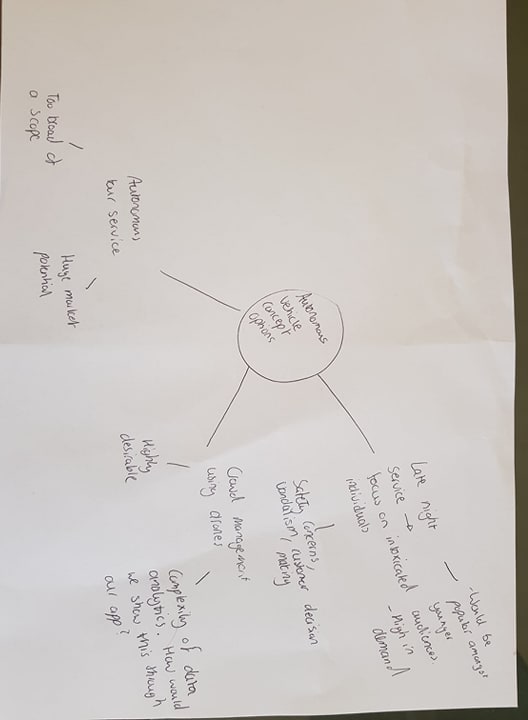 Autonomous
vehicle
concept
options
Late night
service →
focus on intoxicated
individuals
- Would be
popular amongst
younger
audiences.
- High in
demand
Safety concerns,
vandalism, customer decision
making
Crowd management
using drones
Highly
desirable
Complexity of data
analytics. How would
we show this through
our app?
Autonomous
tour service
Too broad of
a scope
Huge market
potential